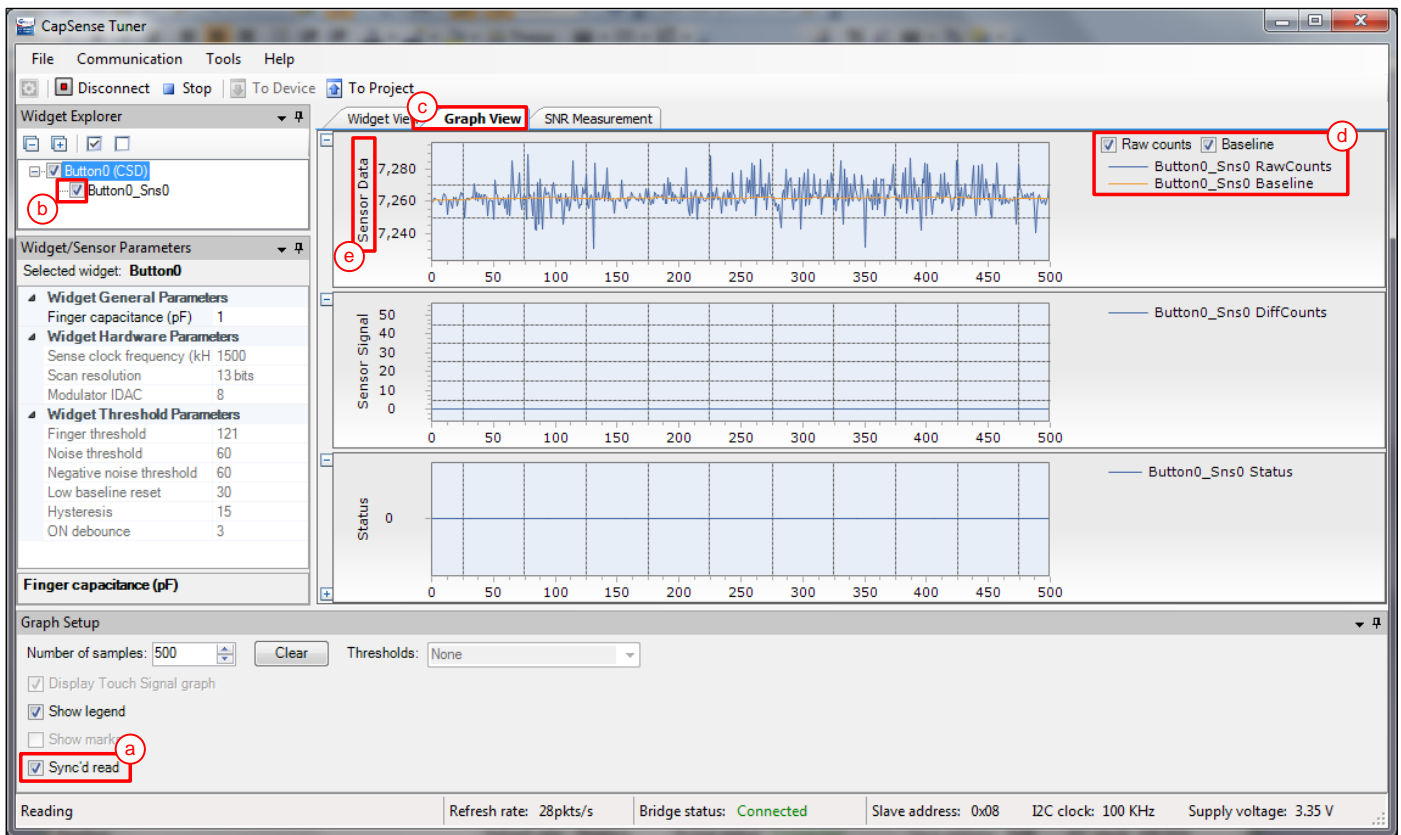 CapSense Tuner
File Communication Tools Help
Disconnect Stop To Device To Project
Widget Explorer
Button0 (CSD)
Button0_Sns0
b
Widget/Sensor Parameters
Selected widget: Button0
Widget General Parameters
Finger capacitance (pF) 1
Widget Hardware Parameters
Sense clock frequency (kH 1500
Scan resolution 13 bits
Modulator IDAC 8
Widget Threshold Parameters
Finger threshold 121
Noise threshold 60
Negative noise threshold 60
Low baseline reset 30
Hysteresis 15
ON debounce 3
Finger capacitance (pF)
c
Widget Vie Graph View SNR Measurement
d
Raw counts Baseline
Button0_Sns0 RawCounts
Button0_Sns0 Baseline
Sensor Data
e
7,280
7,260
7,240
0 50 100 150 200 250 300 350 400 450 500
Sensor Signal
50
40
30
20
10
0
0 50 100 150 200 250 300 350 400 450 500
Button0_Sns0 DiffCounts
Status
0
0 50 100 150 200 250 300 350 400 450 500
Button0_Sns0 Status
Graph Setup
Number of samples: 500 Clear Thresholds: None
Display Touch Signal graph
Show legend
Show mark
a
Sync'd read
Reading Refresh rate: 28pkts/s Bridge status: Connected Slave address: 0x08 I2C clock: 100 KHz Supply voltage: 3.35 V